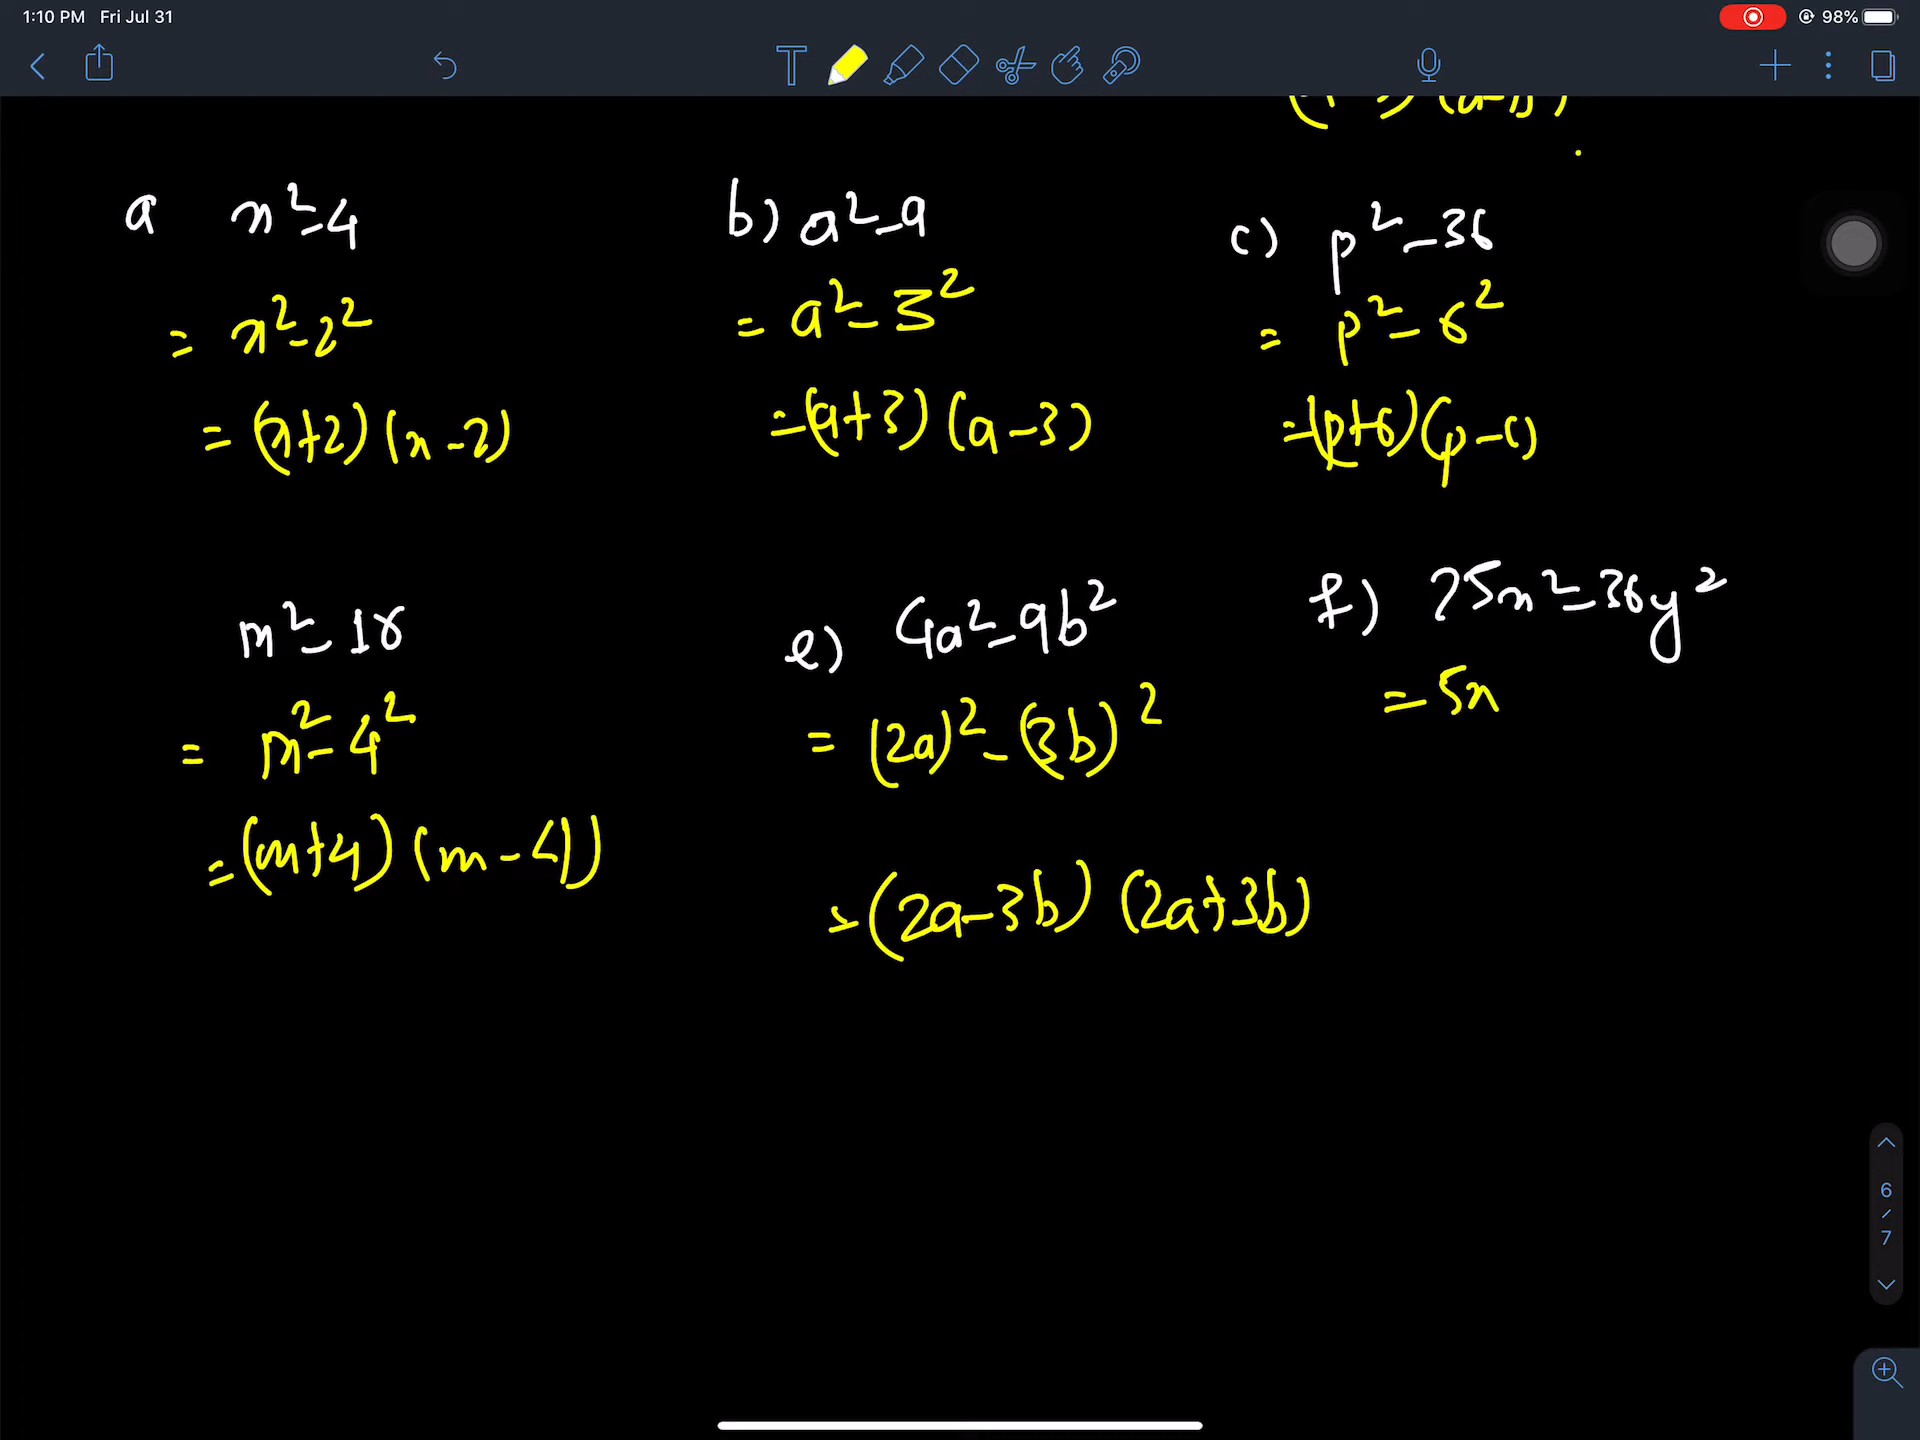 1:10 PM Fri Jul 31
98%
a x²-4
= x²-2²
= (x+2) (x-2)
b) a²-9
= a²-3²
= (a+3) (a-3)
c) p²-36
= p²-6²
= (p+6) (p-6)
m²-16
= m²-4²
= (m+4) (m-4)
e) 4a²-9b²
= (2a)²-(3b)²
= (2a-3b) (2a+3b)
f) 25x²-36y²
= 5x
6
/
7